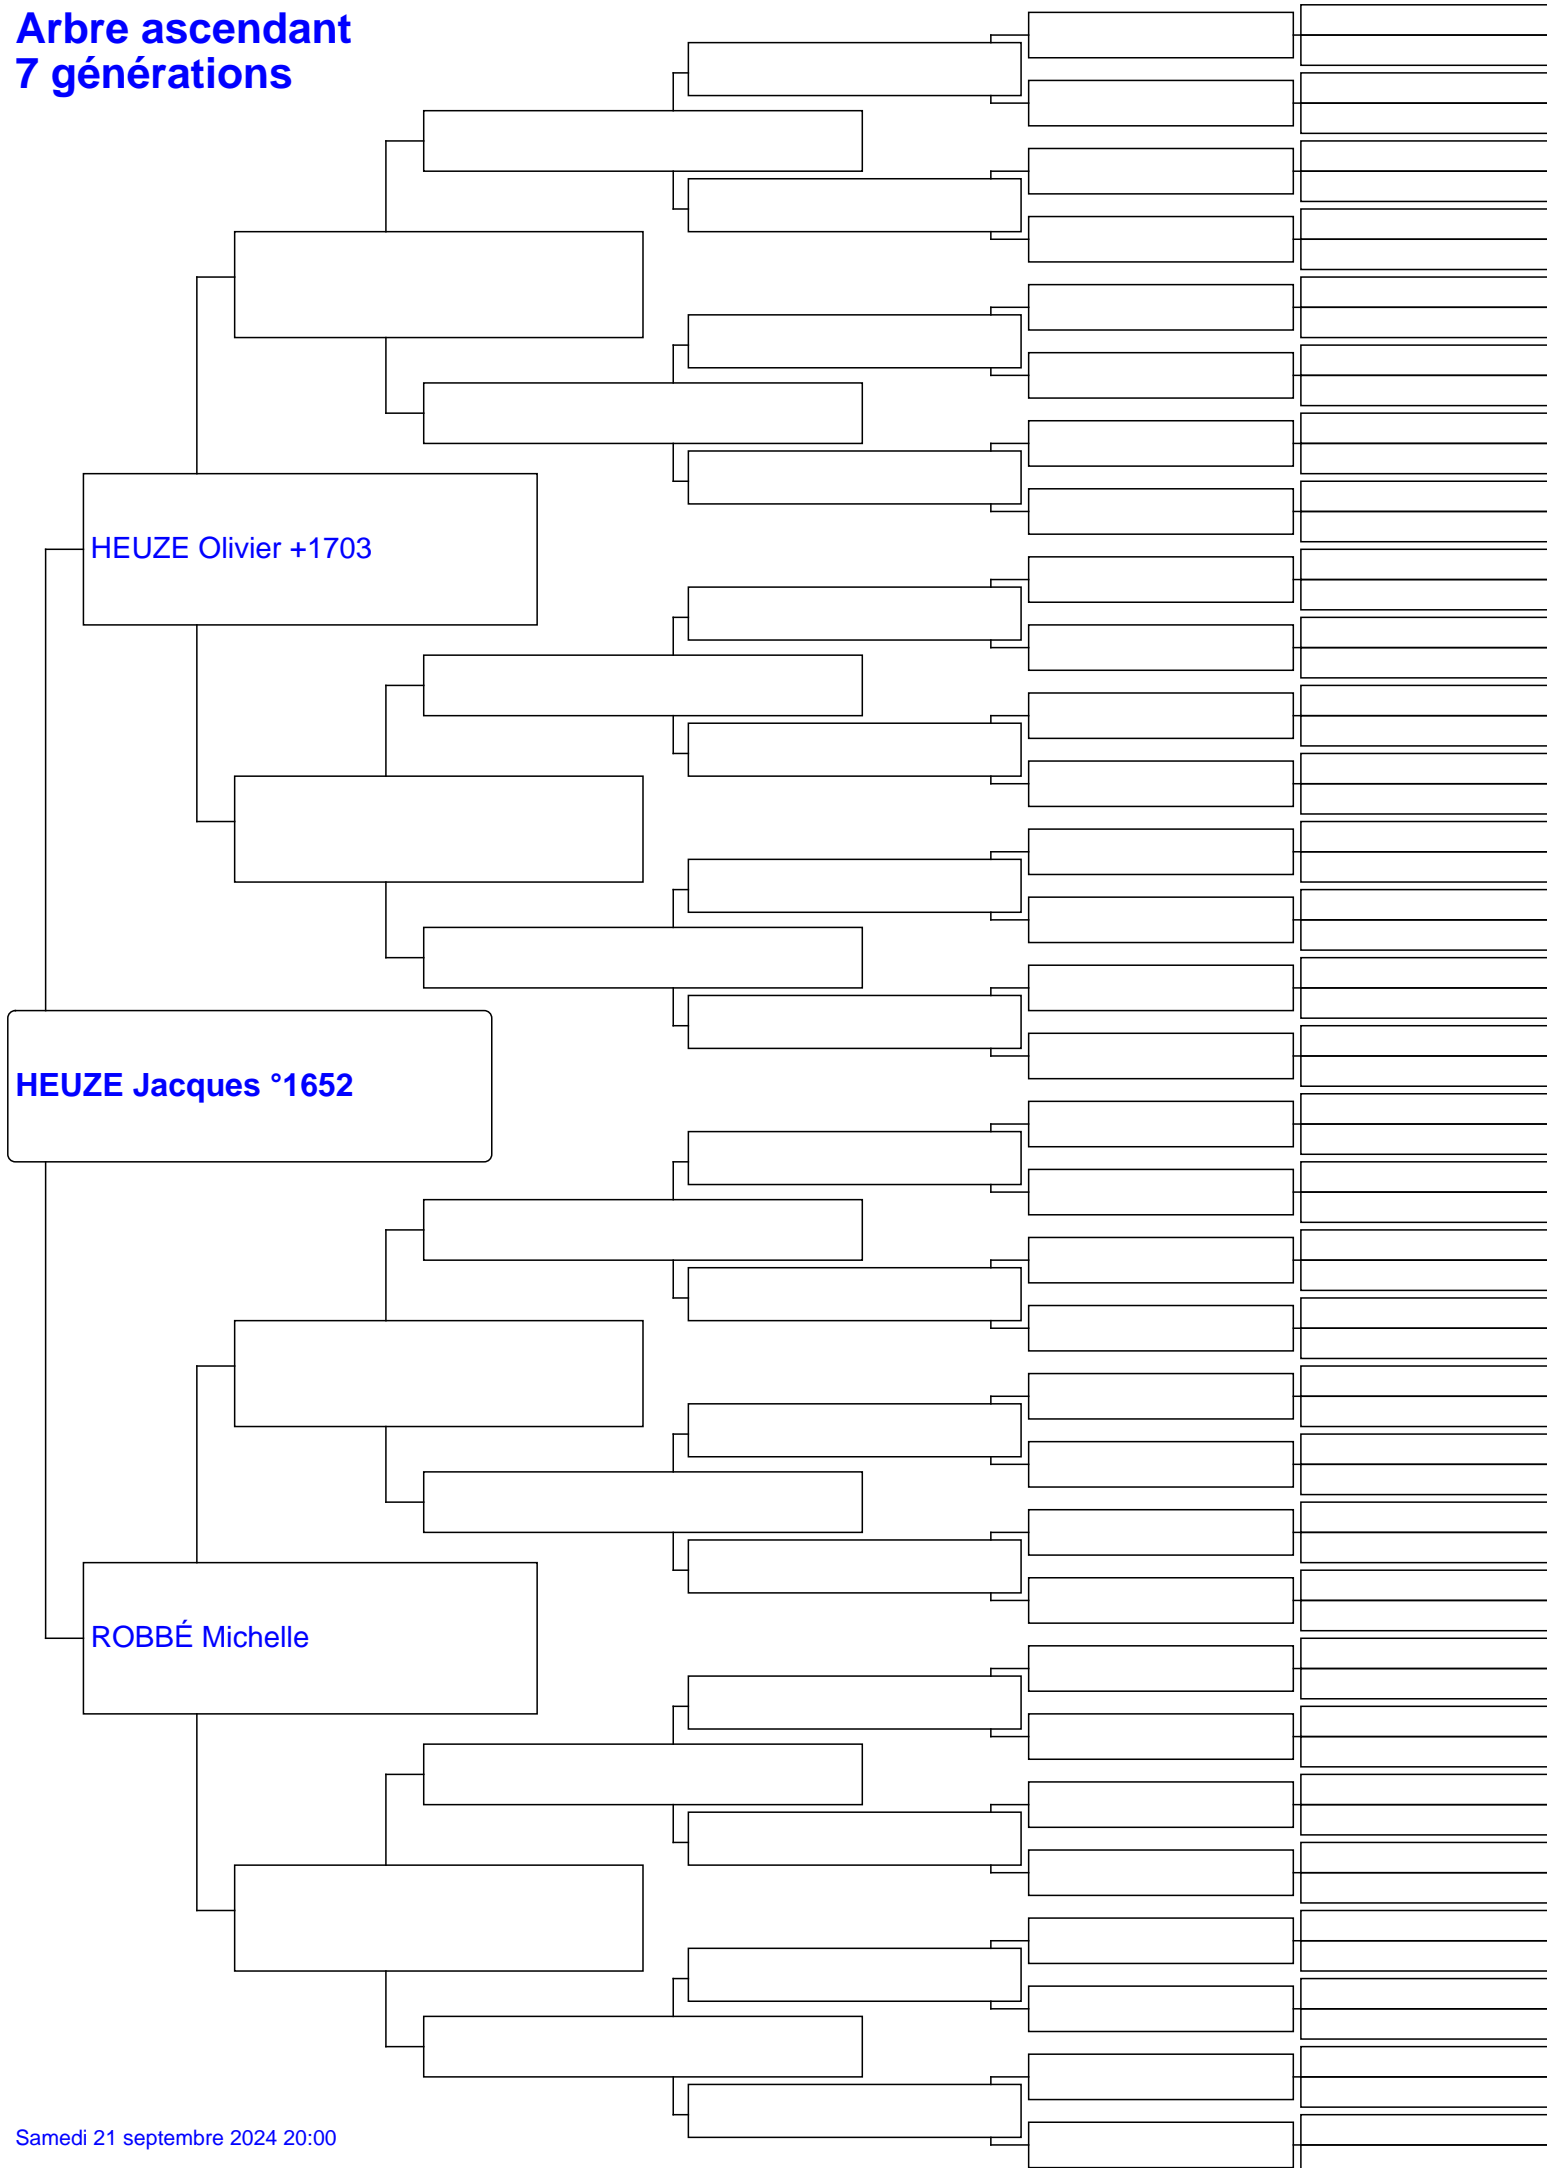 Arbre ascendant
7 générations
HEUZE Olivier +1703
HEUZE Jacques °1652
ROBBÉ Michelle
Samedi 21 septembre 2024 20:00